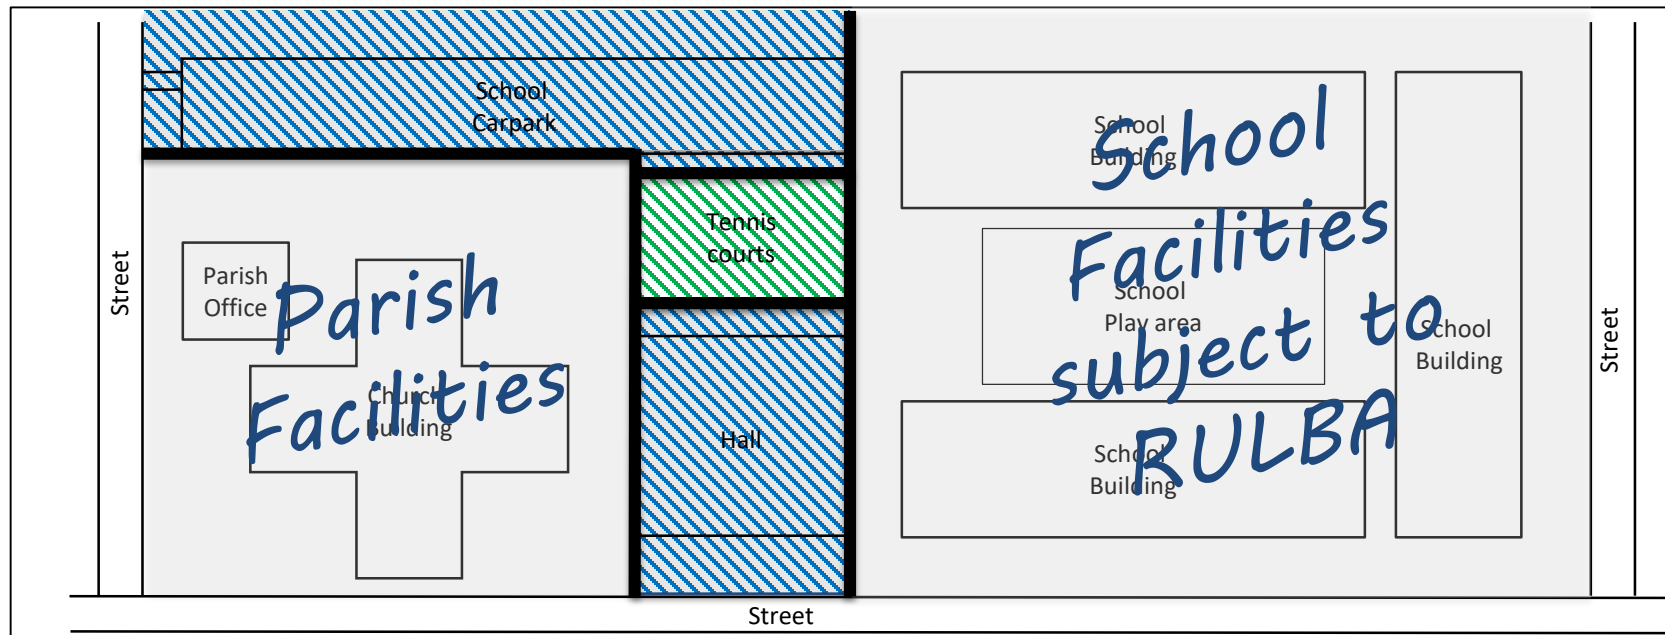 School
Carpark
Street
Parish
Office
Parish
Facilities
Church
Building
Tennis
courts
Hall
School
Building
School
Facilities
subject to
RULBA
School
Play area
School
Building
School
Building
Street
Street